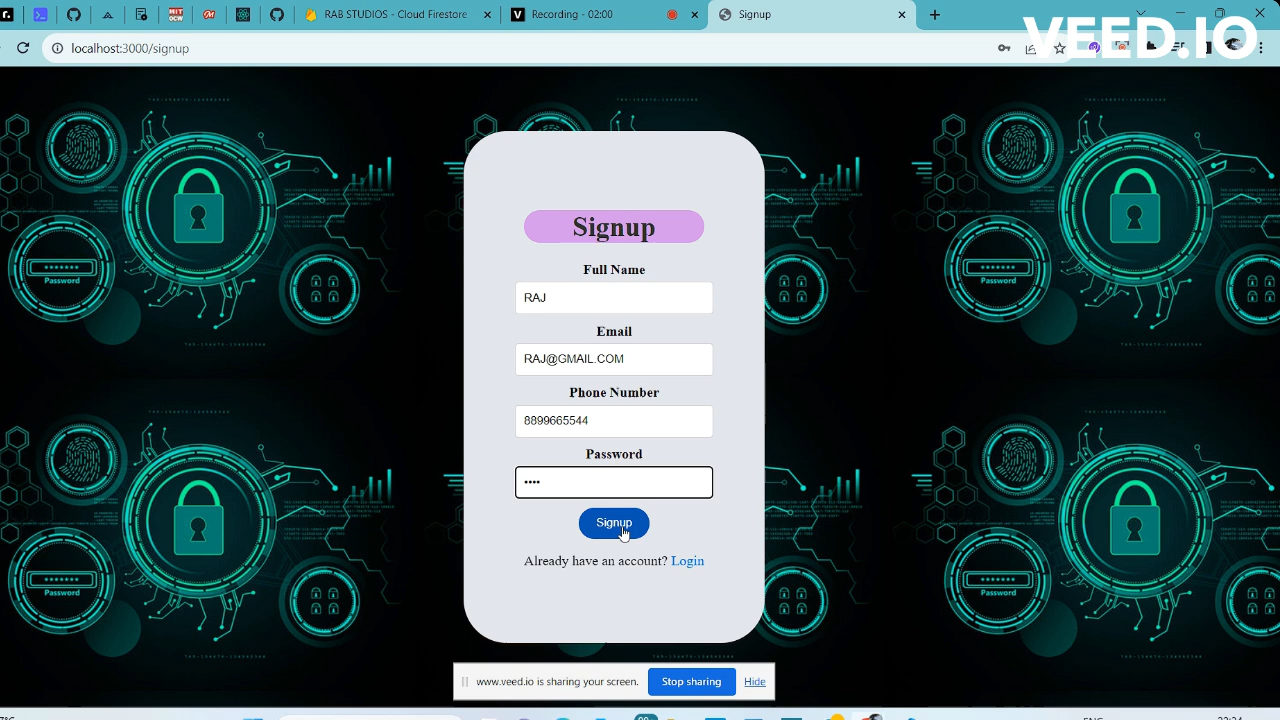 RAB STUDIOS - Cloud Firestore
Recording - 02:00
Signup
VEED.IO
localhost:3000/signup
Signup
Full Name
RAJ
Email
RAJ@GMAIL.COM
Phone Number
8899665544
Password
••••
Signup
Already have an account? Login
Password
Password
Password
Password
www.veed.io is sharing your screen.
Stop sharing
Hide